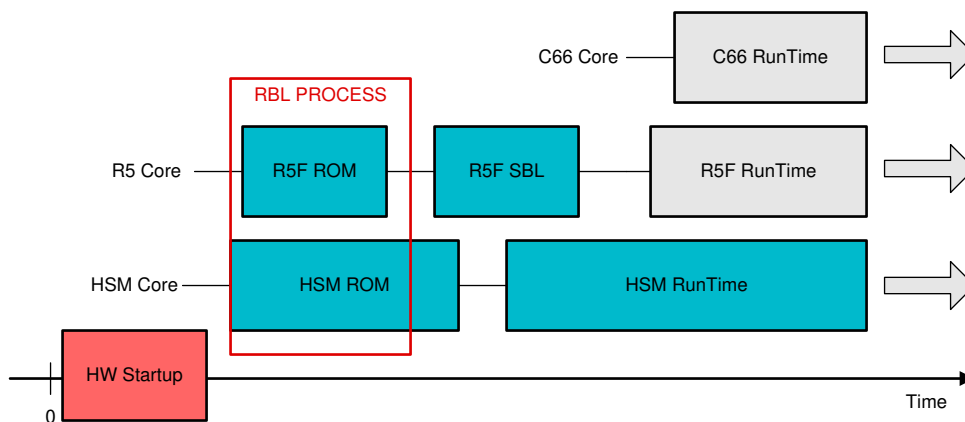 C66 Core
C66 RunTime
RBL PROCESS
R5 Core
R5F ROM
R5F SBL
R5F RunTime
HSM Core
HSM ROM
HSM RunTime
HW Startup
0
Time